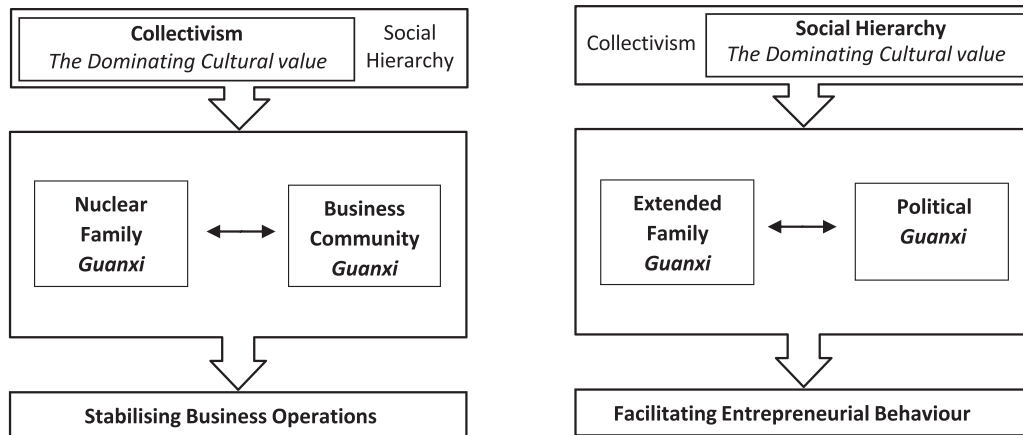 Collectivism
The Dominating Cultural value
Social
Hierarchy
Nuclear
Family
Guanxi
Business
Community
Guanxi
Stabilising Business Operations
Collectivism
Social Hierarchy
The Dominating Cultural value
Extended
Family
Guanxi
Political
Guanxi
Facilitating Entrepreneurial Behaviour